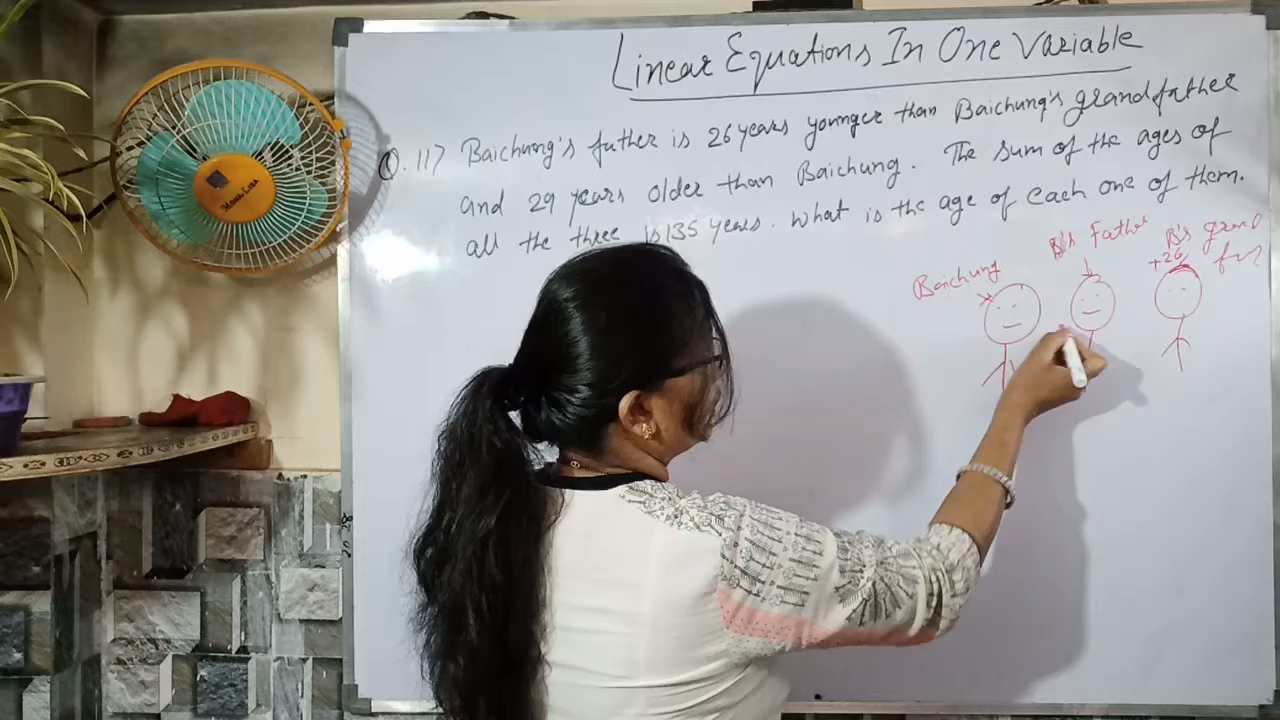 Linear Equations In One Variable
Q.11) Baichung's father is 26 years younger than Baichung's grandfather
and 29 years older than Baichung. The sum of the ages of
all the three is 135 years. What is the age of each one of them.
Baichung
B's Father
B's grand
+26